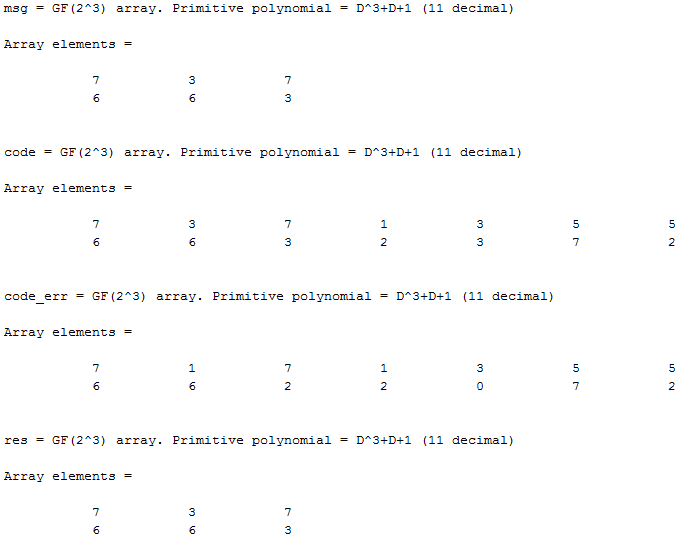 msg = GF(2^3) array. Primitive polynomial = D^3+D+1 (11 decimal)
Array elements =
7 3 7
6 6 3
code = GF(2^3) array. Primitive polynomial = D^3+D+1 (11 decimal)
Array elements =
7 3 7 1 3 5 5
6 6 3 2 3 7 2
code_err = GF(2^3) array. Primitive polynomial = D^3+D+1 (11 decimal)
Array elements =
7 1 7 1 3 5 5
6 6 2 2 0 7 2
res = GF(2^3) array. Primitive polynomial = D^3+D+1 (11 decimal)
Array elements =
7 3 7
6 6 3